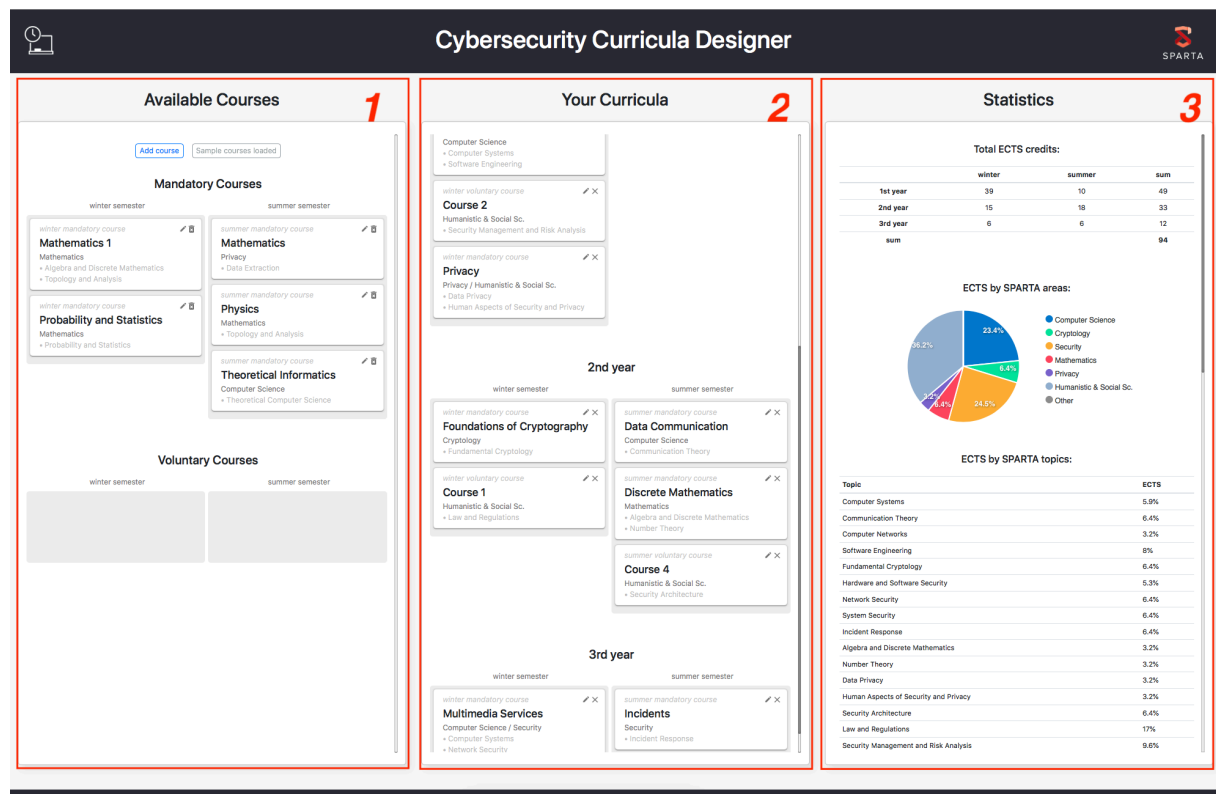 Cybersecurity Curricula Designer
SPARTA
Available Courses
1
Add course
Sample courses loaded
Mandatory Courses
winter semester
summer semester
winter mandatory course
Mathematics 1
Mathematics
• Algebra and Discrete Mathematics
• Topology and Analysis
winter mandatory course
Probability and Statistics
Mathematics
• Probability and Statistics
summer mandatory course
Mathematics
Privacy
• Data Extraction
summer mandatory course
Physics
Mathematics
• Topology and Analysis
summer mandatory course
Theoretical Informatics
Computer Science
• Theoretical Computer Science
Voluntary Courses
winter semester
summer semester
Your Curricula
2
Computer Science
• Computer Systems
• Software Engineering
winter voluntary course
Course 2
Humanistic & Social Sc.
• Security Management and Risk Analysis
winter mandatory course
Privacy
Privacy / Humanistic & Social Sc.
• Data Privacy
• Human Aspects of Security and Privacy
2nd year
winter semester
summer semester
winter mandatory course
Foundations of Cryptography
Cryptology
• Fundamental Cryptology
winter voluntary course
Course 1
Humanistic & Social Sc.
• Law and Regulations
summer mandatory course
Data Communication
Computer Science
• Communication Theory
summer mandatory course
Discrete Mathematics
Mathematics
• Algebra and Discrete Mathematics
• Number Theory
summer voluntary course
Course 4
Humanistic & Social Sc.
• Security Architecture
3rd year
winter semester
summer semester
winter mandatory course
Multimedia Services
Computer Science / Security
• Computer Systems
• Network Security
summer mandatory course
Incidents
Security
• Incident Response
Statistics
3
Total ECTS credits:
winter summer sum
1st year 39 10 49
2nd year 15 18 33
3rd year 6 6 12
sum 94
ECTS by SPARTA areas:
23.4%
6.4%
24.5%
6.4%
3.2%
36.2%
Computer Science
Cryptology
Security
Mathematics
Privacy
Humanistic & Social Sc.
Other
ECTS by SPARTA topics:
Topic ECTS
Computer Systems 5.9%
Communication Theory 6.4%
Computer Networks 3.2%
Software Engineering 8%
Fundamental Cryptology 6.4%
Hardware and Software Security 5.3%
Network Security 6.4%
System Security 6.4%
Incident Response 6.4%
Algebra and Discrete Mathematics 3.2%
Number Theory 3.2%
Data Privacy 3.2%
Human Aspects of Security and Privacy 3.2%
Security Architecture 6.4%
Law and Regulations 17%
Security Management and Risk Analysis 9.6%